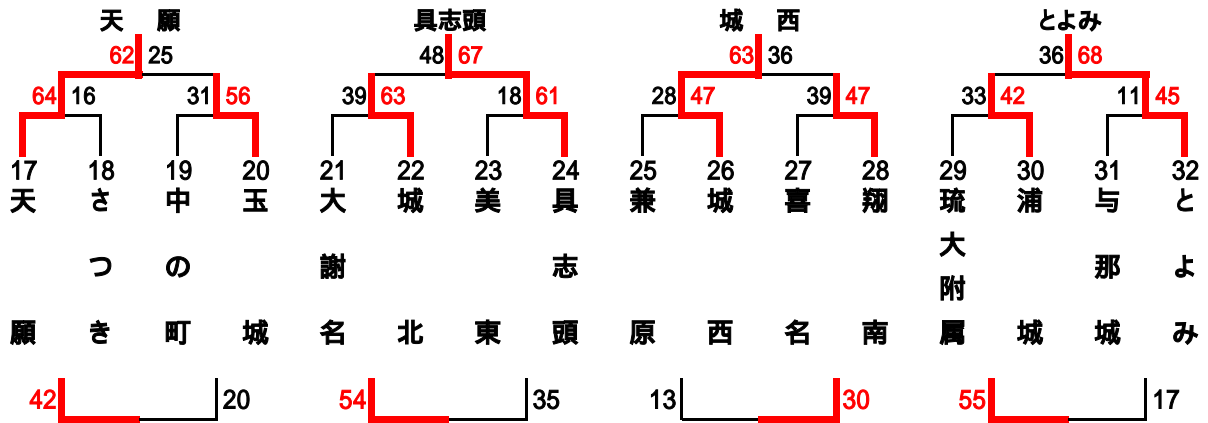 天願 具志頭 城西 とよみ
62 25 48 67 63 36 36 68
64 16 31 56 39 63 18 61 28 47 39 47 33 42 11 45
17 18 19 20 21 22 23 24 25 26 27 28 29 30 31 32
天願
さつき
中の町
玉城
大謝名
城北
美東
具志頭
兼原
城西
喜名
翔南
琉大附属
浦城
与那城
とよみ
42 20 54 35 13 30 55 17